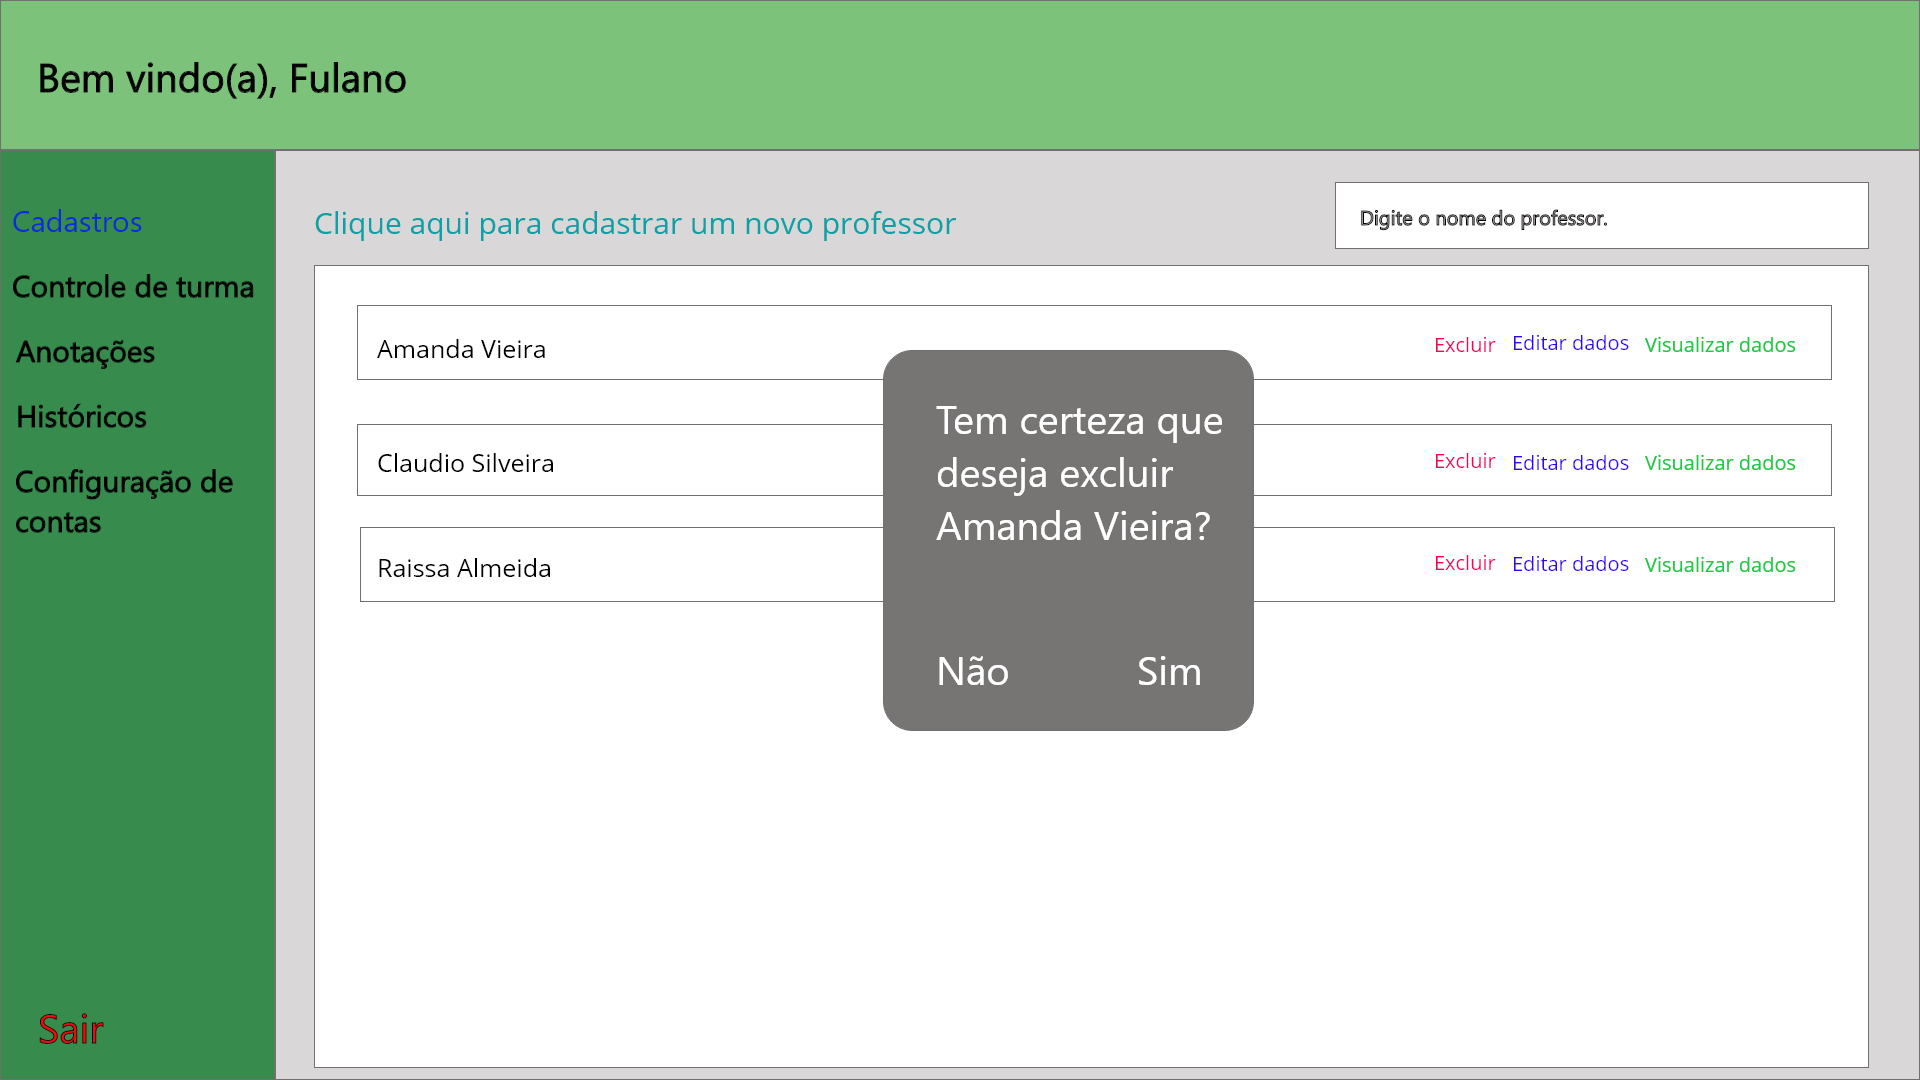 Bem vindo(a), Fulano
Cadastros
Controle de turma
Anotações
Históricos
Configuração de
contas
Sair
Clique aqui para cadastrar um novo professor
Digite o nome do professor.
Amanda Vieira
Excluir Editar dados Visualizar dados
Claudio Silveira
Excluir Editar dados Visualizar dados
Raissa Almeida
Excluir Editar dados Visualizar dados
Tem certeza que
deseja excluir
Amanda Vieira?
Não Sim